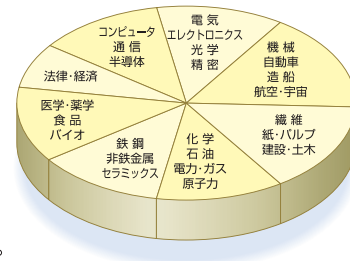 電気
エレクトロニクス
光学
精密
機械
自動車
造船
航空・宇宙
繊維
紙・パルプ
建設・土木
化学
石油
電力・ガス
原子力
鉄鋼
非鉄金属
セラミックス
医学・薬学
食品
バイオ
法律・経済
コンピュータ
通信
半導体
。